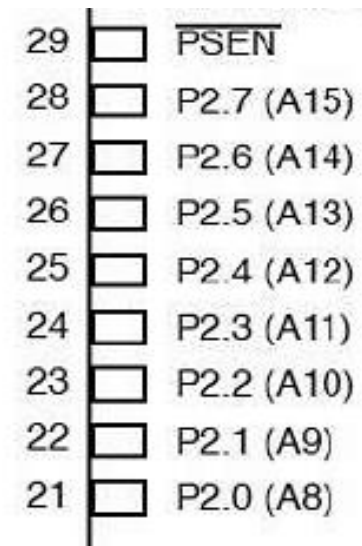 29 P̅S̅E̅N̅
28 P2.7 (A15)
27 P2.6 (A14)
26 P2.5 (A13)
25 P2.4 (A12)
24 P2.3 (A11)
23 P2.2 (A10)
22 P2.1 (A9)
21 P2.0 (A8)